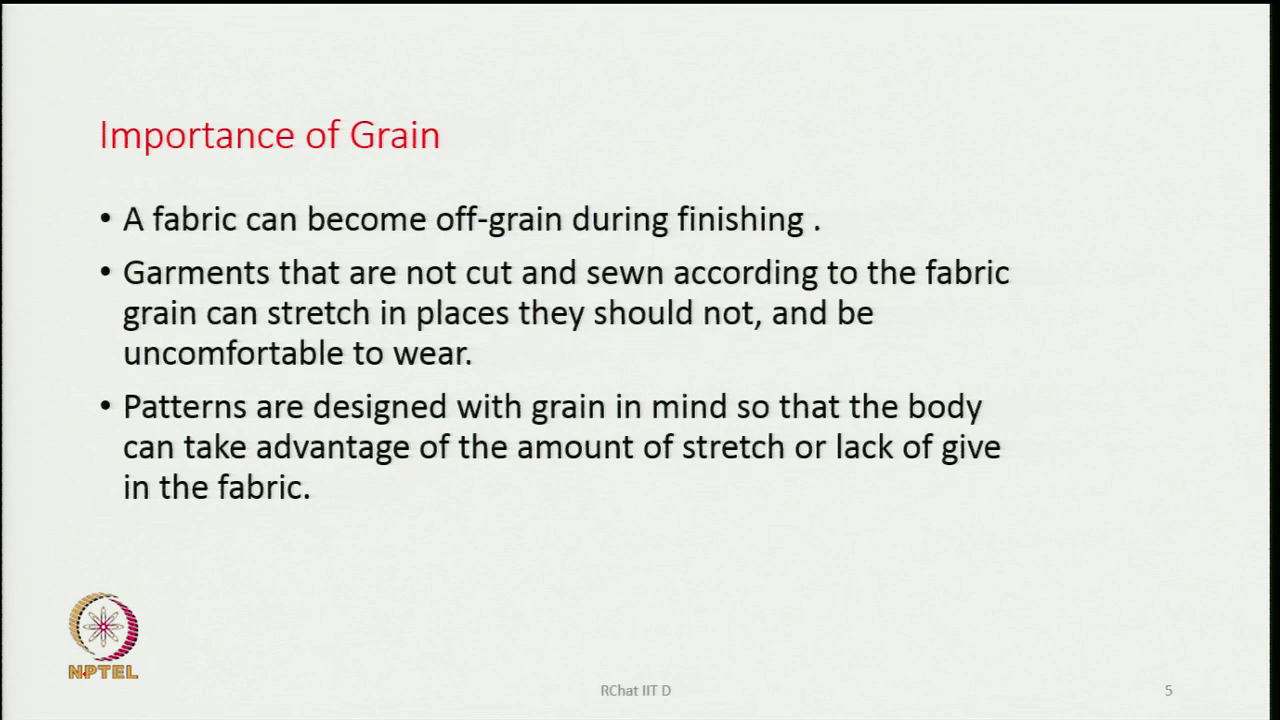 Importance of Grain
• A fabric can become off-grain during finishing .
• Garments that are not cut and sewn according to the fabric
grain can stretch in places they should not, and be
uncomfortable to wear.
• Patterns are designed with grain in mind so that the body
can take advantage of the amount of stretch or lack of give
in the fabric.
NPTEL
RChat IIT D
5